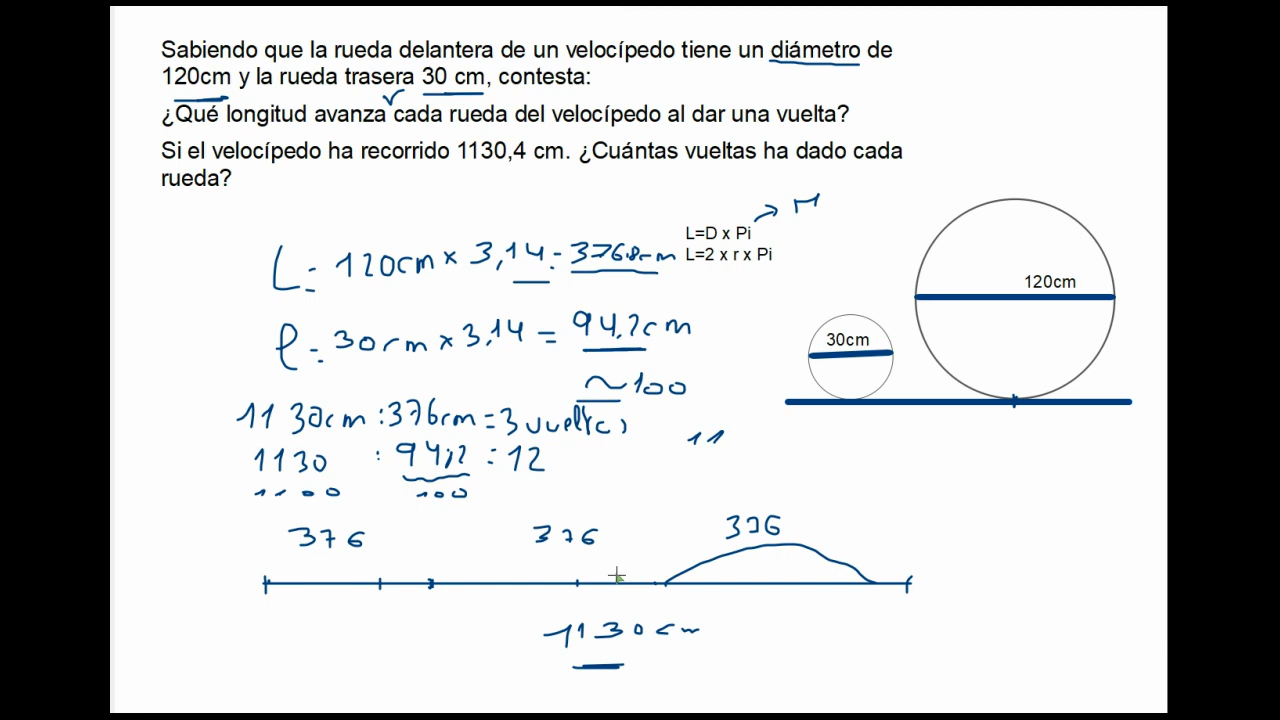 Sabiendo que la rueda delantera de un velocípedo tiene un diámetro de
120cm y la rueda trasera 30 cm, contesta:
¿Qué longitud avanza cada rueda del velocípedo al dar una vuelta?
Si el velocípedo ha recorrido 1130,4 cm. ¿Cuántas vueltas ha dado cada
rueda?
L=D x Pi
L=2 x r x Pi
L = 120cm x 3,14 = 376.8cm
120cm
l = 30cm x 3,14 = 94.2cm
30cm
~100
1130cm : 376cm = 3 vueltas
11
1130 : 94,2 = 12
1100 100
376 376 376
1130cm